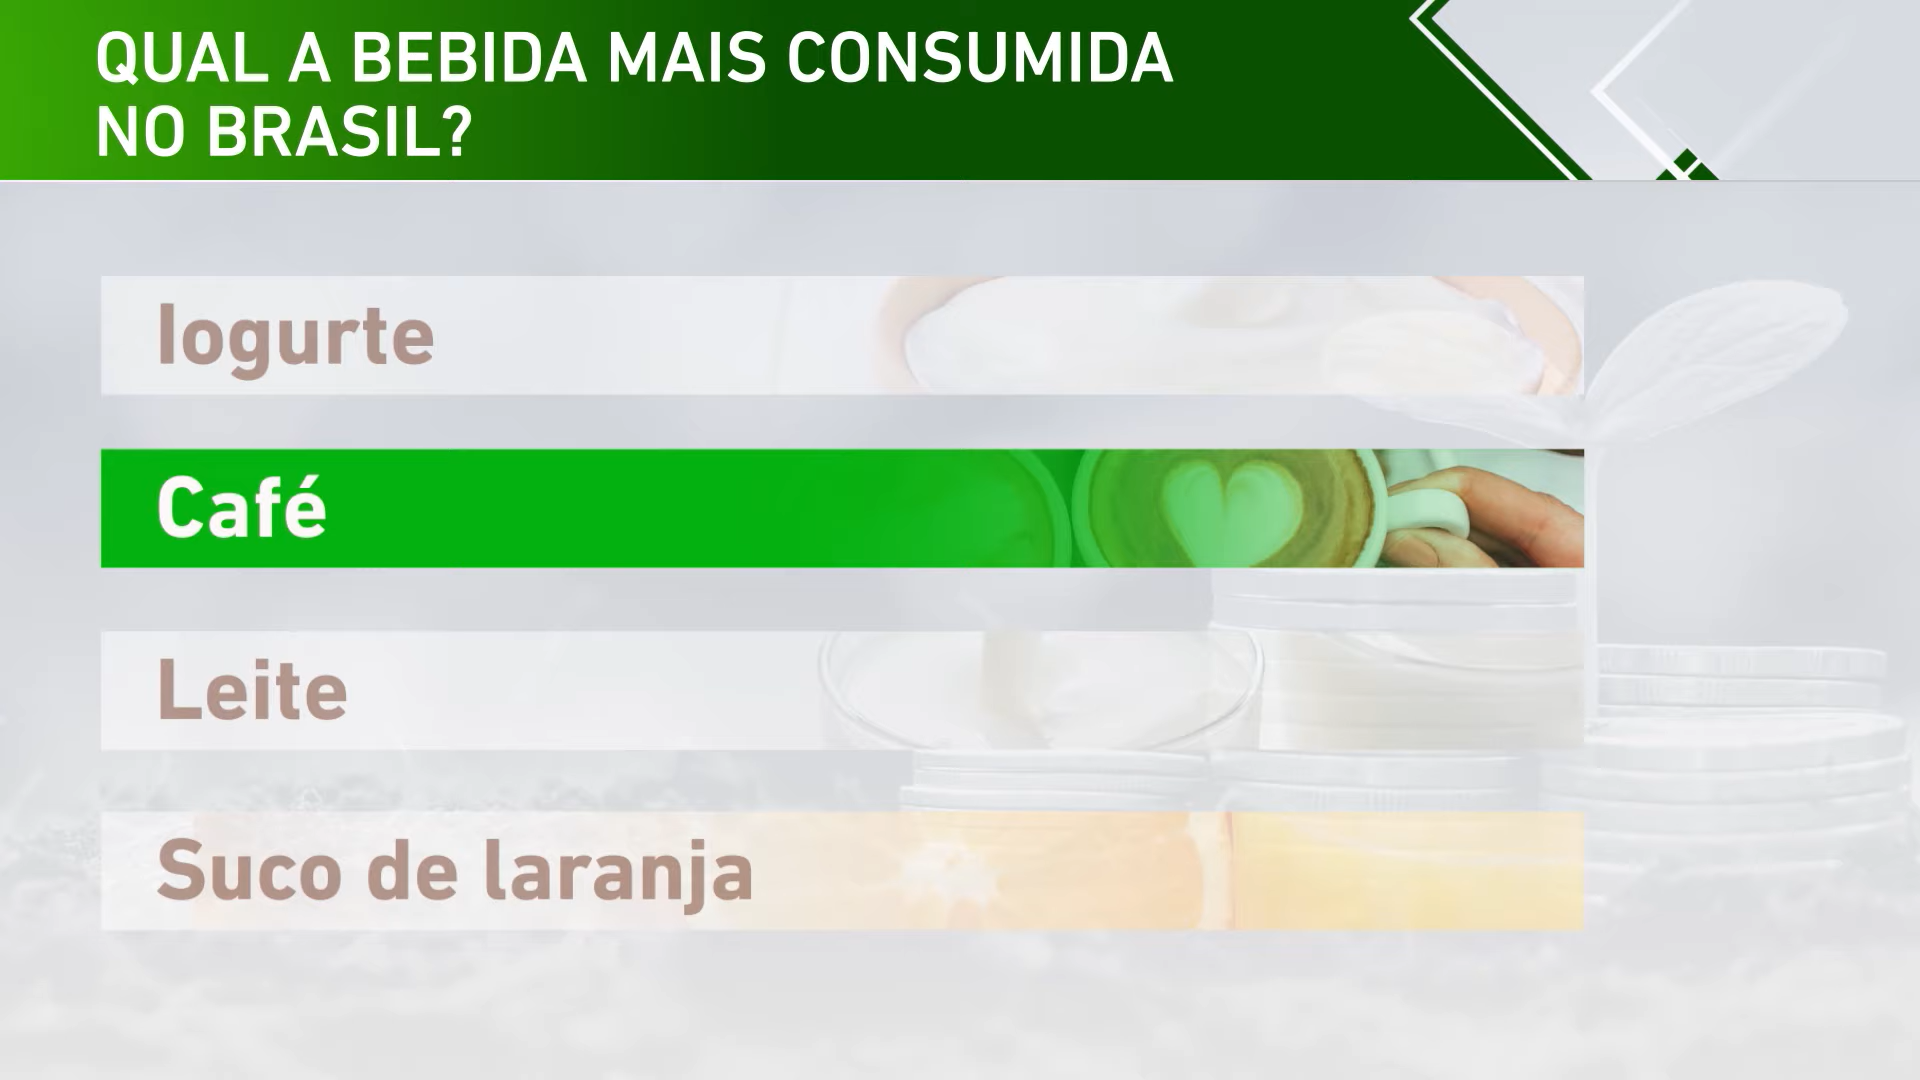 QUAL A BEBIDA MAIS CONSUMIDA
NO BRASIL?
Iogurte
Café
Leite
Suco de laranja